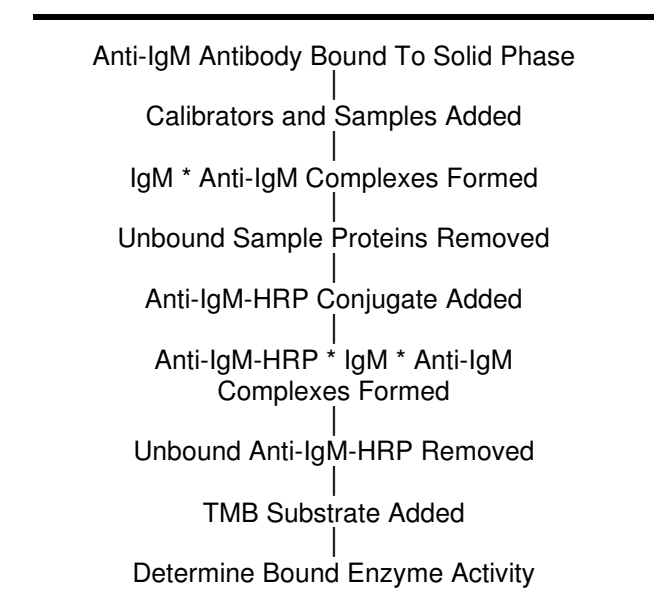 Anti-IgM Antibody Bound To Solid Phase
Calibrators and Samples Added
IgM * Anti-IgM Complexes Formed
Unbound Sample Proteins Removed
Anti-IgM-HRP Conjugate Added
Anti-IgM-HRP * IgM * Anti-IgM
Complexes Formed
Unbound Anti-IgM-HRP Removed
TMB Substrate Added
Determine Bound Enzyme Activity